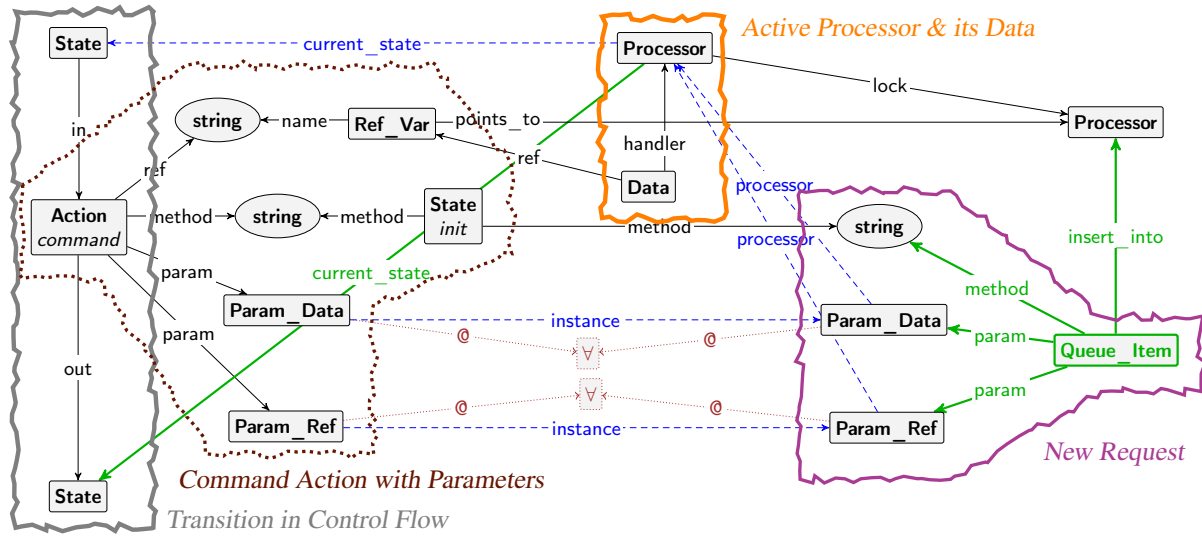 Active Processor & its Data
State
current_state
Processor
lock
string
name
Ref_Var
points_to
Processor
in
handler
ref
ref
Data
processor
Action
command
method
string
method
State
init
method
string
processor
insert_into
param
current_state
method
Param_Data
instance
Param_Data
param
@
@
param
∀
Queue_Item
out
∀
param
@
@
Param_Ref
instance
Param_Ref
New Request
State
Command Action with Parameters
Transition in Control Flow